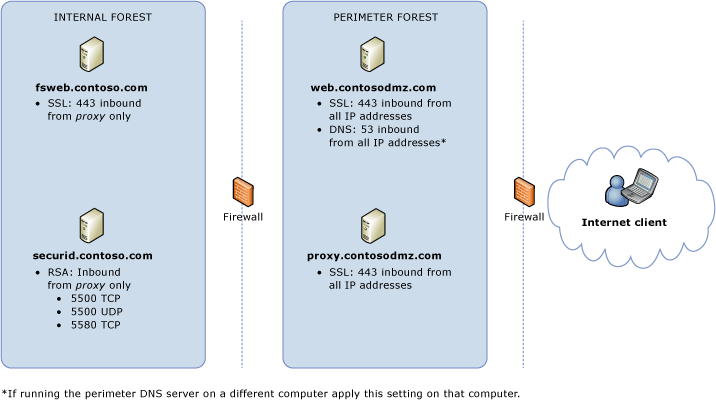 INTERNAL FOREST
fsweb.contoso.com
• SSL: 443 inbound
from proxy only
securid.contoso.com
• RSA: Inbound
from proxy only
• 5500 TCP
• 5500 UDP
• 5580 TCP
Firewall
PERIMETER FOREST
web.contosodmz.com
• SSL: 443 inbound from
all IP addresses
• DNS: 53 inbound
from all IP addresses*
proxy.contosodmz.com
• SSL: 443 inbound from
all IP addresses
Firewall
Internet client
*If running the perimeter DNS server on a different computer apply this setting on that computer.